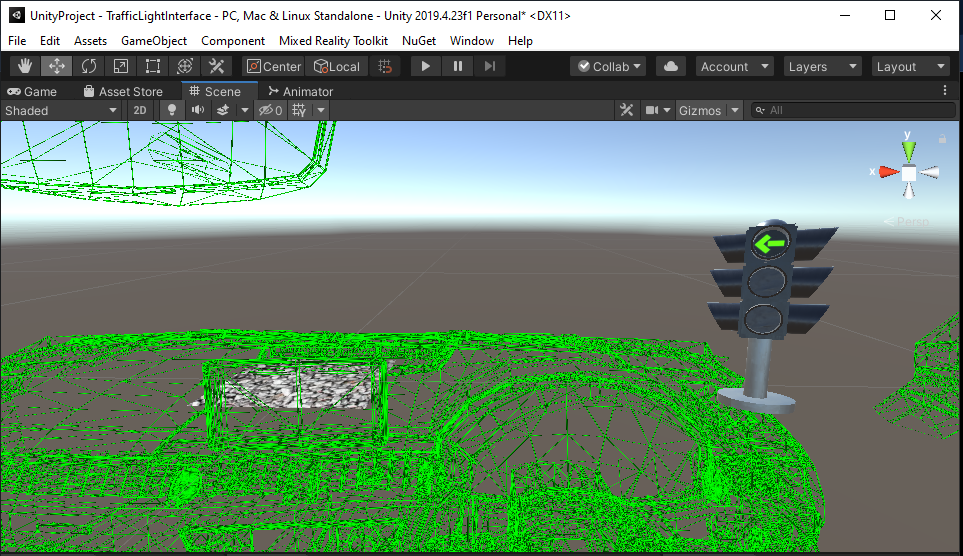 UnityProject - TrafficLightInterface - PC, Mac & Linux Standalone - Unity 2019.4.23f1 Personal* <DX11>
File Edit Assets GameObject Component Mixed Reality Toolkit NuGet Window Help
Center Local Collab Account Layers Layout
Game Asset Store Scene Animator
Shaded 2D 0 Gizmos All
y
x
Persp